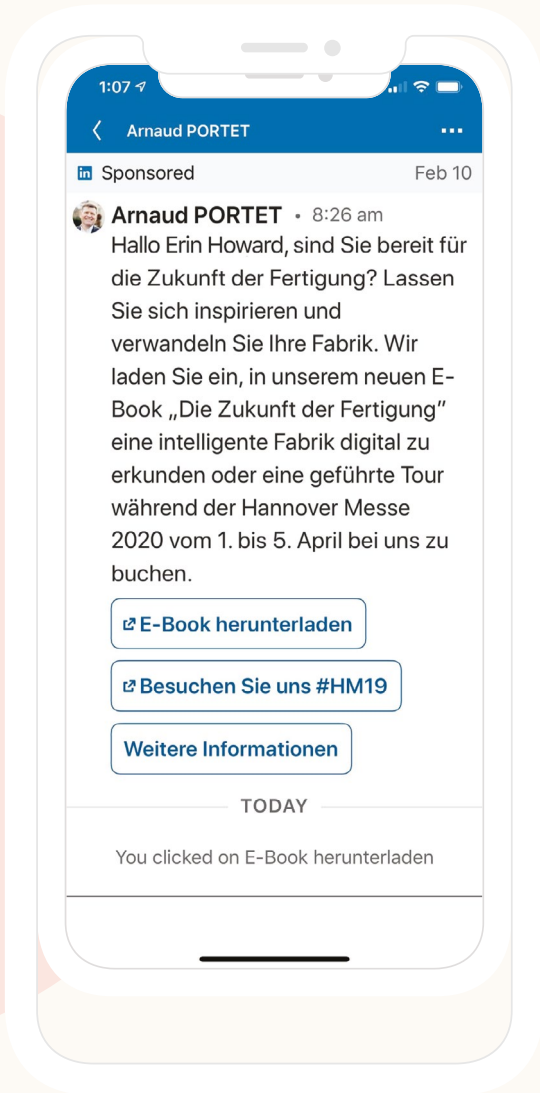 1:07
Arnaud PORTET
in Sponsored Feb 10
Arnaud PORTET • 8:26 am
Hallo Erin Howard, sind Sie bereit für
die Zukunft der Fertigung? Lassen
Sie sich inspirieren und
verwandeln Sie Ihre Fabrik. Wir
laden Sie ein, in unserem neuen E-
Book „Die Zukunft der Fertigung”
eine intelligente Fabrik digital zu
erkunden oder eine geführte Tour
während der Hannover Messe
2020 vom 1. bis 5. April bei uns zu
buchen.
E-Book herunterladen
Besuchen Sie uns #HM19
Weitere Informationen
TODAY
You clicked on E-Book herunterladen